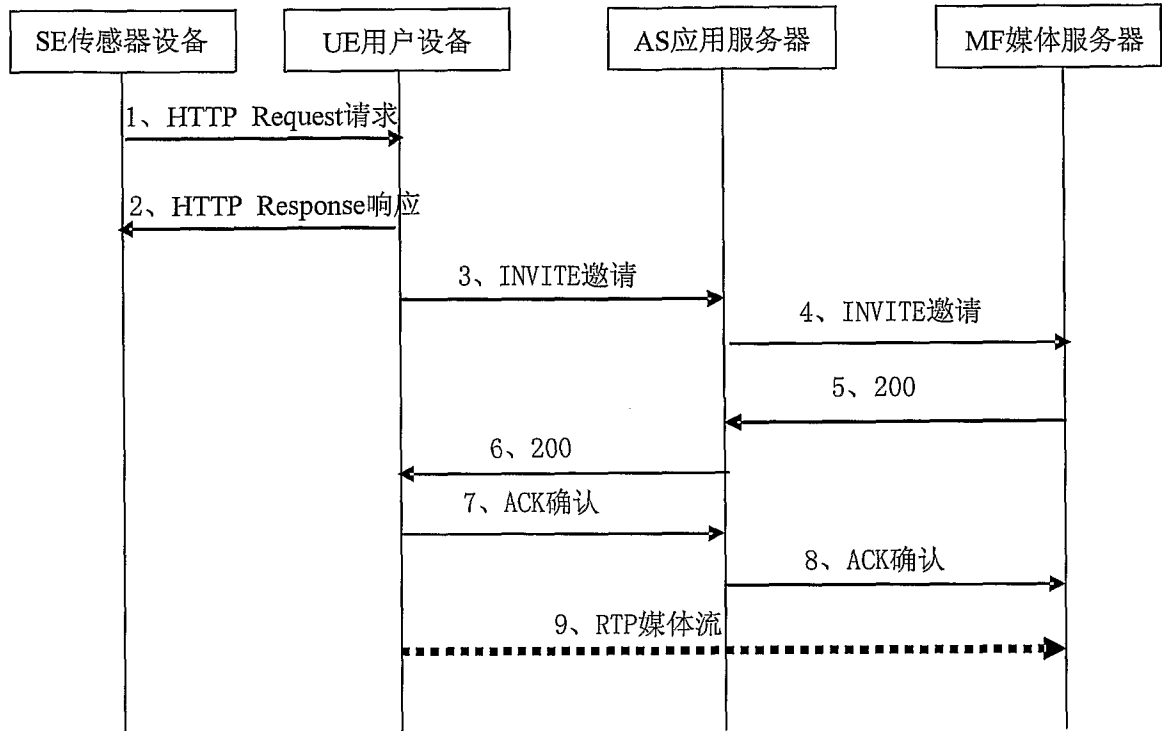 SE传感器设备
UE用户设备
AS应用服务器
MF媒体服务器
1、HTTP Request请求
2、HTTP Response响应
3、INVITE邀请
4、INVITE邀请
5、200
6、200
7、ACK确认
8、ACK确认
9、RTP媒体流